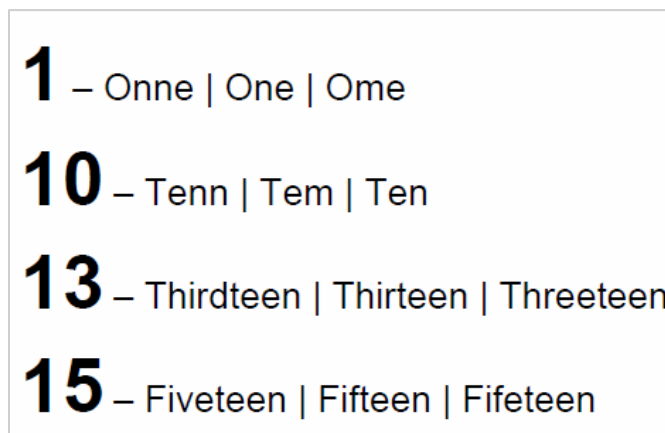 1 – Onne | One | Ome
10 – Tenn | Tem | Ten
13 – Thirdteen | Thirteen | Threeteen
15 – Fiveteen | Fifteen | Fifeteen